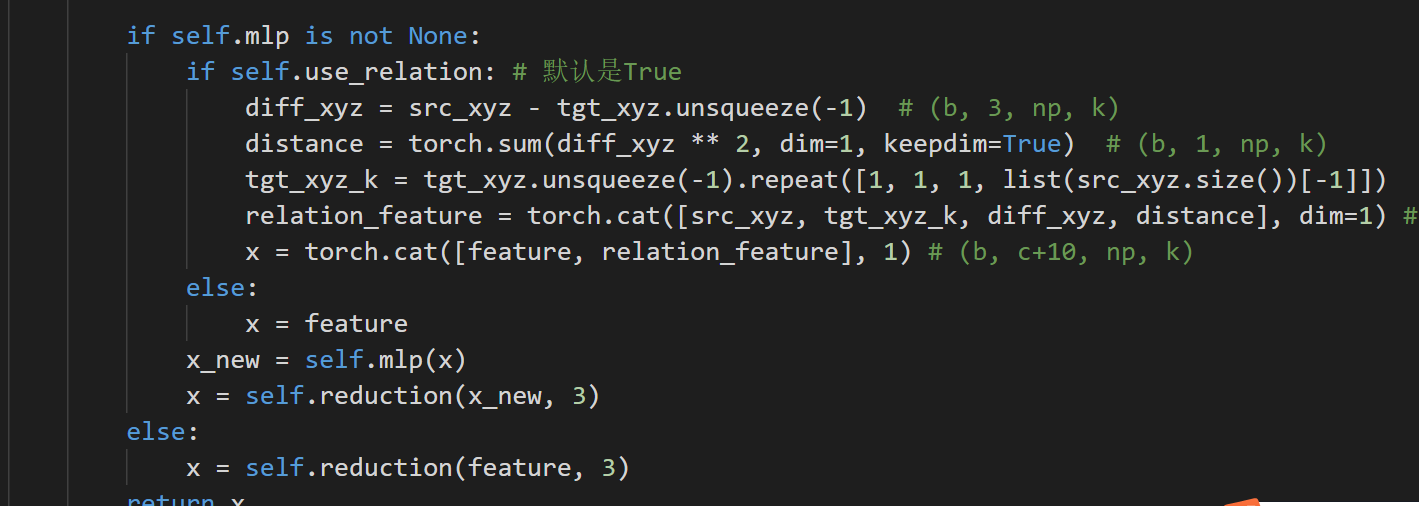 if self.mlp is not None:
if self.use_relation: # 默认是True
diff_xyz = src_xyz - tgt_xyz.unsqueeze(-1)  # (b, 3, np, k)
distance = torch.sum(diff_xyz ** 2, dim=1, keepdim=True)  # (b, 1, np, k)
tgt_xyz_k = tgt_xyz.unsqueeze(-1).repeat([1, 1, 1, list(src_xyz.size())[-1]])
relation_feature = torch.cat([src_xyz, tgt_xyz_k, diff_xyz, distance], dim=1) #
x = torch.cat([feature, relation_feature], 1) # (b, c+10, np, k)
else:
x = feature
x_new = self.mlp(x)
x = self.reduction(x_new, 3)
else:
x = self.reduction(feature, 3)
return x